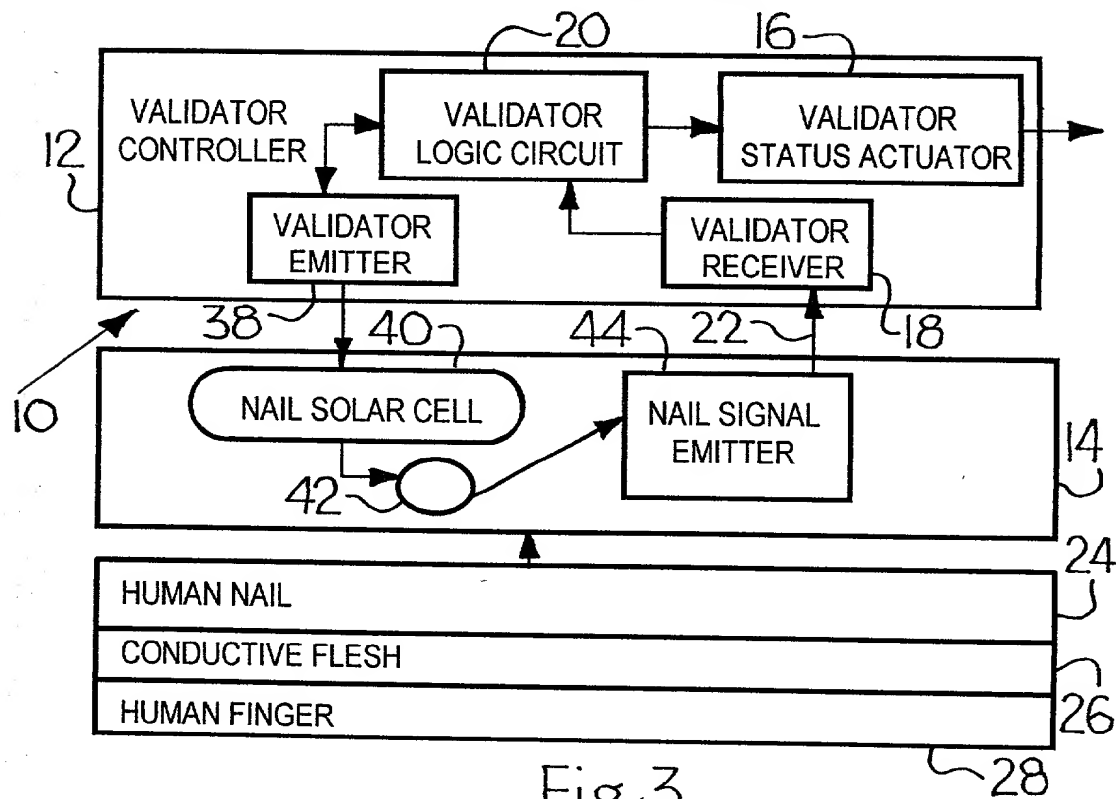 20
16
VALIDATOR
CONTROLLER
VALIDATOR
LOGIC CIRCUIT
VALIDATOR
STATUS ACTUATOR
12
VALIDATOR
EMITTER
VALIDATOR
RECEIVER
38
40
44
22
18
10
NAIL SOLAR CELL
NAIL SIGNAL
EMITTER
42
14
24
HUMAN NAIL
CONDUCTIVE FLESH
26
HUMAN FINGER
28
Fig.3